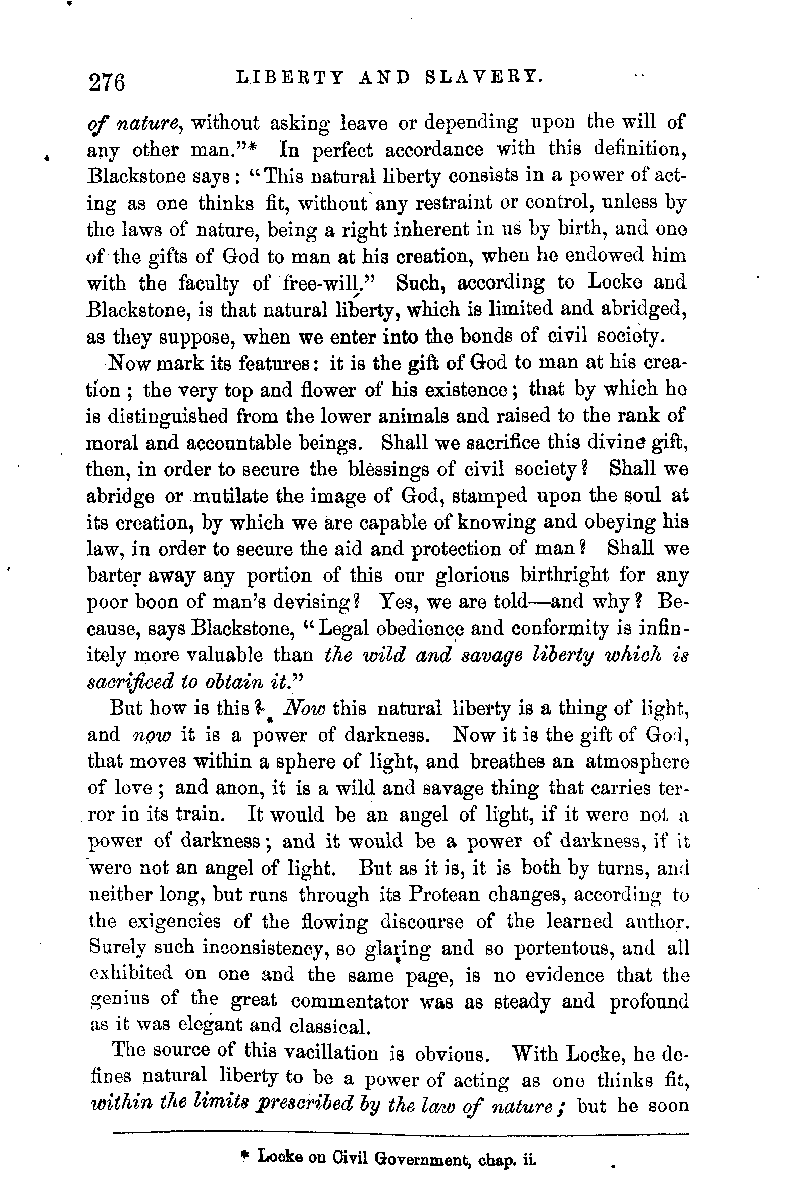 276 LIBERTY AND SLAVERY.
of nature, without asking leave or depending upon the will of
any other man."* In perfect accordance with this definition,
Blackstone says: "This natural liberty consists in a power of act-
ing as one thinks fit, without any restraint or control, unless by
the laws of nature, being a right inherent in us by birth, and one
of the gifts of God to man at his creation, when he endowed him
with the faculty of free-will." Such, according to Locke and
Blackstone, is that natural liberty, which is limited and abridged,
as they suppose, when we enter into the bonds of civil society.
Now mark its features: it is the gift of God to man at his crea-
tion; the very top and flower of his existence; that by which he
is distinguished from the lower animals and raised to the rank of
moral and accountable beings. Shall we sacrifice this divine gift,
then, in order to secure the blessings of civil society? Shall we
abridge or mutilate the image of God, stamped upon the soul at
its creation, by which we are capable of knowing and obeying his
law, in order to secure the aid and protection of man? Shall we
barter away any portion of this our glorious birthright for any
poor boon of man's devising? Yes, we are told—and why? Be-
cause, says Blackstone, "Legal obedience and conformity is infin-
itely more valuable than the wild and savage liberty which is
sacrificed to obtain it."
But how is this? Now this natural liberty is a thing of light,
and now it is a power of darkness. Now it is the gift of God,
that moves within a sphere of light, and breathes an atmosphere
of love; and anon, it is a wild and savage thing that carries ter-
ror in its train. It would be an angel of light, if it were not a
power of darkness; and it would be a power of darkness, if it
were not an angel of light. But as it is, it is both by turns, and
neither long, but runs through its Protean changes, according to
the exigencies of the flowing discourse of the learned author.
Surely such inconsistency, so glaring and so portentous, and all
exhibited on one and the same page, is no evidence that the
genius of the great commentator was as steady and profound
as it was elegant and classical.
The source of this vacillation is obvious. With Locke, he de-
fines natural liberty to be a power of acting as one thinks fit,
within the limits prescribed by the law of nature; but he soon
* Locke on Civil Government, chap. ii.